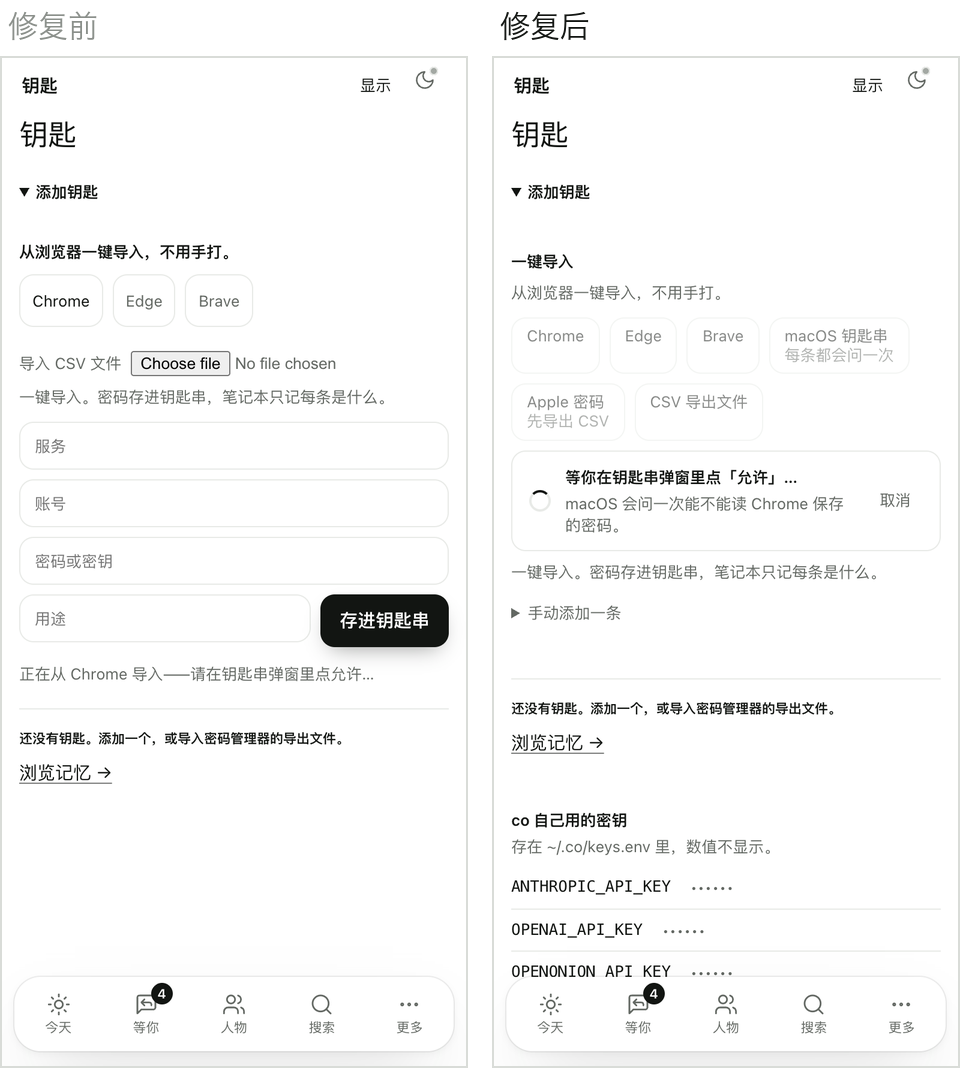 修复前
钥匙
显示
钥匙
▼ 添加钥匙
从浏览器一键导入，不用手打。
Chrome
Edge
Brave
导入 CSV 文件 Choose file No file chosen
一键导入。密码存进钥匙串，笔记本只记每条是什么。
服务
账号
密码或密钥
用途
存进钥匙串
正在从 Chrome 导入——请在钥匙串弹窗里点允许...
还没有钥匙。添加一个，或导入密码管理器的导出文件。
浏览记忆 →
4
今天
等你
人物
搜索
更多
修复后
钥匙
显示
钥匙
▼ 添加钥匙
一键导入
从浏览器一键导入，不用手打。
Chrome
Edge
Brave
macOS 钥匙串
每条都会问一次
Apple 密码
先导出 CSV
CSV 导出文件
等你在钥匙串弹窗里点「允许」...
macOS 会问一次能不能读 Chrome 保存
的密码。
取消
一键导入。密码存进钥匙串，笔记本只记每条是什么。
▶ 手动添加一条
还没有钥匙。添加一个，或导入密码管理器的导出文件。
浏览记忆 →
co 自己用的密钥
存在 ~/.co/keys.env 里，数值不显示。
ANTHROPIC_API_KEY ······
OPENAI_API_KEY ······
OPENONION_API_KEY ······
4
今天
等你
人物
搜索
更多